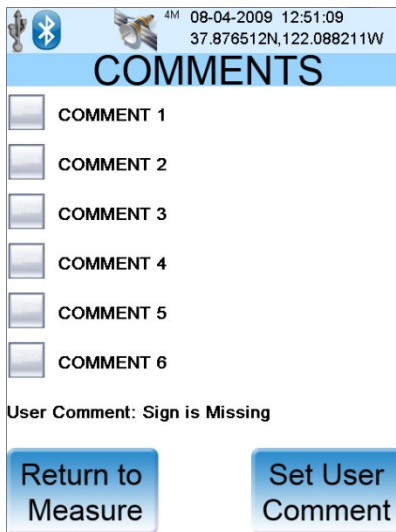 4M 08-04-2009 12:51:09
37.876512N,122.088211W
COMMENTS
COMMENT 1
COMMENT 2
COMMENT 3
COMMENT 4
COMMENT 5
COMMENT 6
User Comment: Sign is Missing
Return to
Measure
Set User
Comment